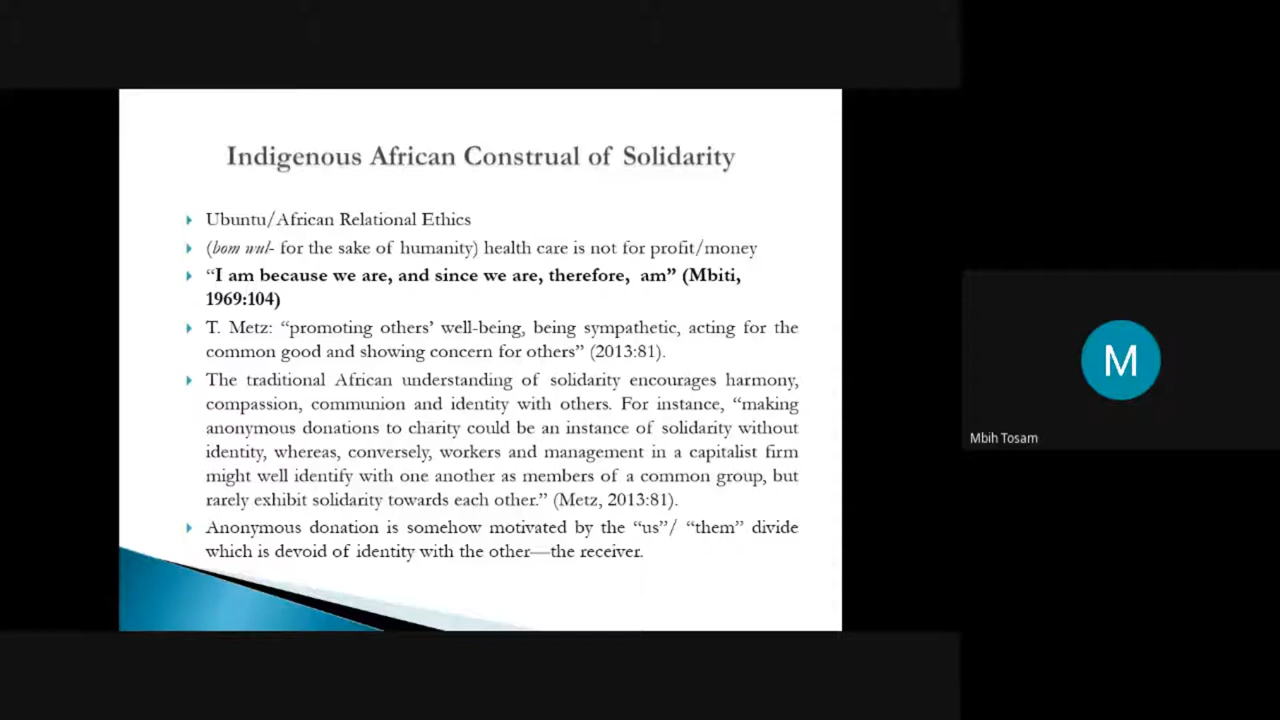 Indigenous African Construal of Solidarity
Ubuntu/African Relational Ethics
(bom wul- for the sake of humanity) health care is not for profit/money
“I am because we are, and since we are, therefore, am” (Mbiti,
1969:104)
T. Metz: “promoting others’ well-being, being sympathetic, acting for the
common good and showing concern for others” (2013:81).
The traditional African understanding of solidarity encourages harmony,
compassion, communion and identity with others. For instance, “making
anonymous donations to charity could be an instance of solidarity without
identity, whereas, conversely, workers and management in a capitalist firm
might well identify with one another as members of a common group, but
rarely exhibit solidarity towards each other.” (Metz, 2013:81).
Anonymous donation is somehow motivated by the “us”/ “them” divide
which is devoid of identity with the other—the receiver.
M
Mbih Tosam